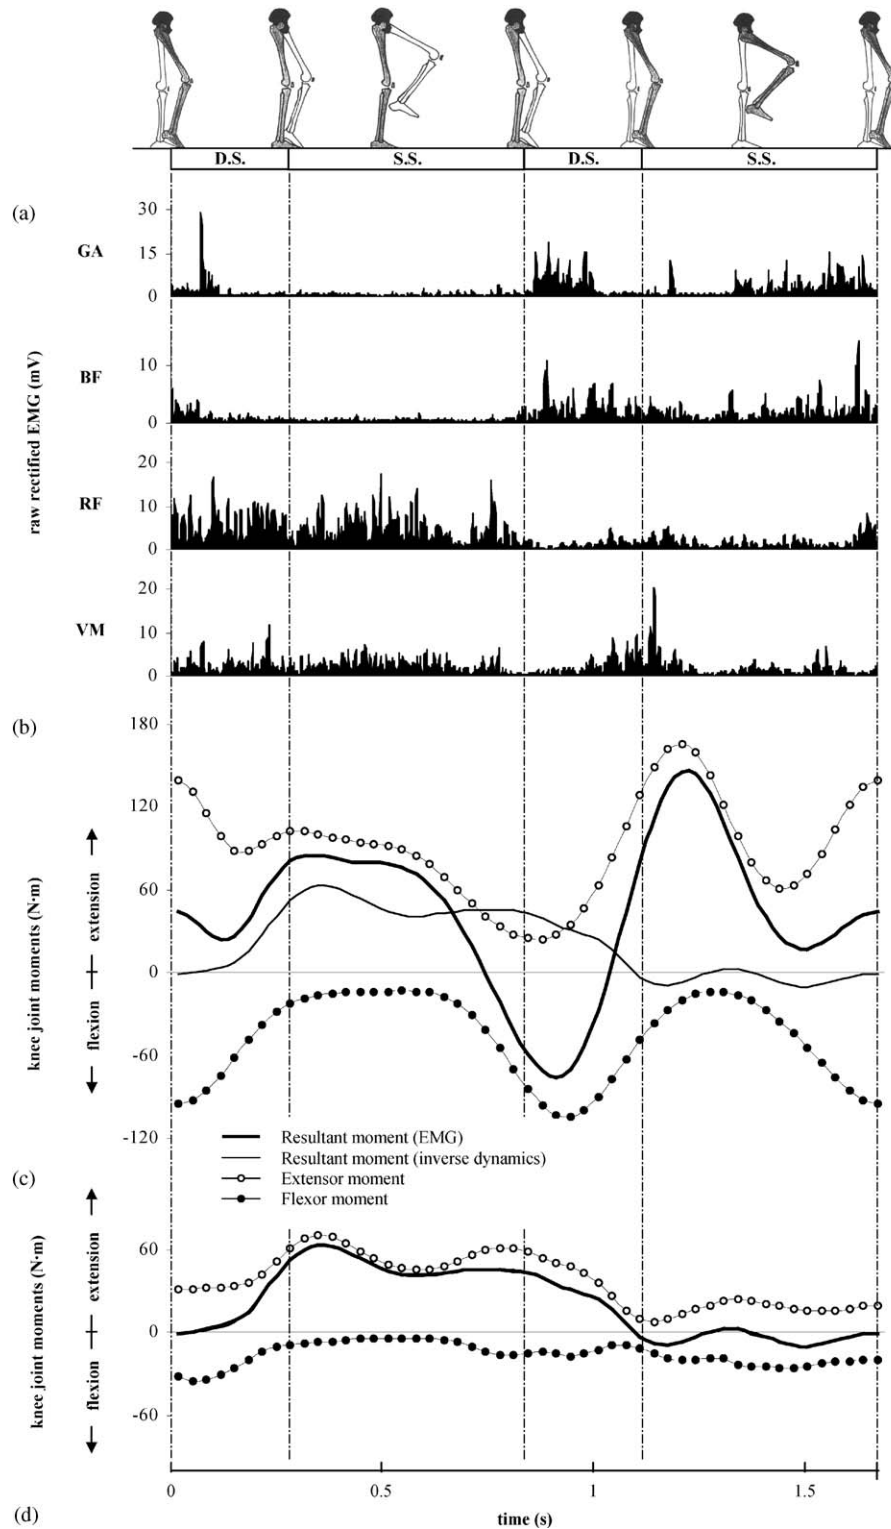 D.S. S.S. D.S. S.S.
(a)
raw rectified EMG (mV)
GA
30
15
0
BF
10
0
RF
20
10
0
VM
20
10
0
(b)
knee joint moments (N·m)
flexion extension
180
120
60
0
-60
-120
Resultant moment (EMG)
Resultant moment (inverse dynamics)
Extensor moment
Flexor moment
(c)
knee joint moments (N·m)
flexion extension
60
0
-60
0 0.5 1 1.5
time (s)
(d)